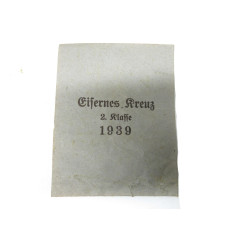 Eisernes Kreuz
2. Klasse
1939